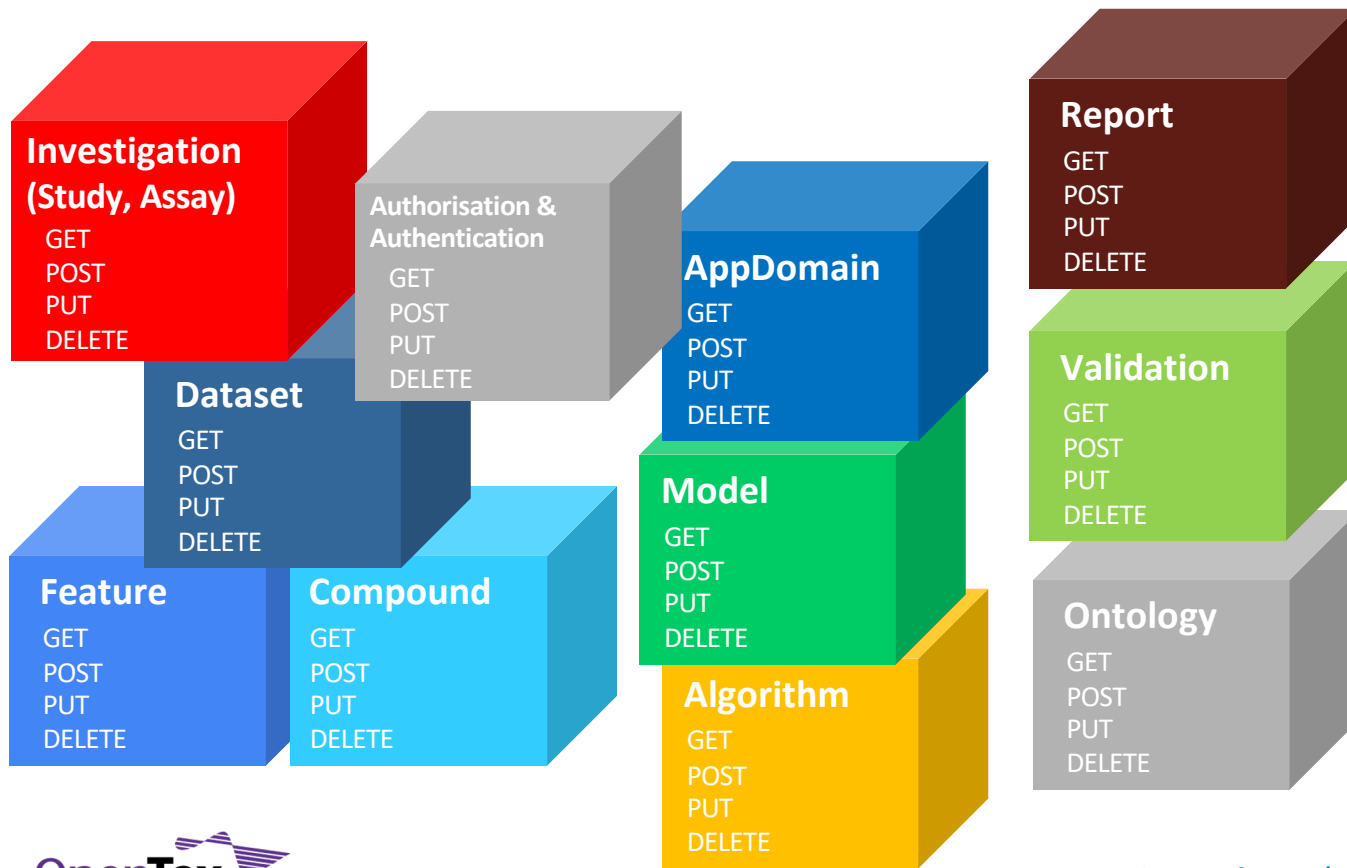 Investigation
(Study, Assay)
GET
POST
PUT
DELETE
Authorisation &
Authentication
GET
POST
PUT
DELETE
Dataset
GET
POST
PUT
DELETE
Feature
GET
POST
PUT
DELETE
Compound
GET
POST
PUT
DELETE
AppDomain
GET
POST
PUT
DELETE
Model
GET
POST
PUT
DELETE
Algorithm
GET
POST
PUT
DELETE
Report
GET
POST
PUT
DELETE
Validation
GET
POST
PUT
DELETE
Ontology
GET
POST
PUT
DELETE
OpenTox